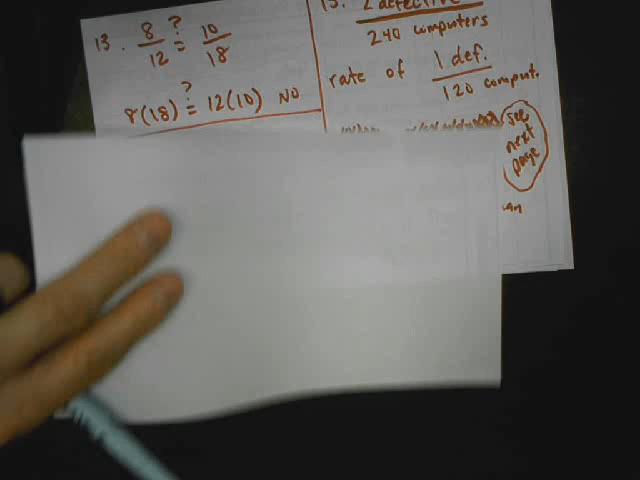 13. 8/12 ?= 10/18
8(18) ?= 12(10) NO
15. 2 defective
240 computers
rate of 1 def.
120 comput.
see
next
page